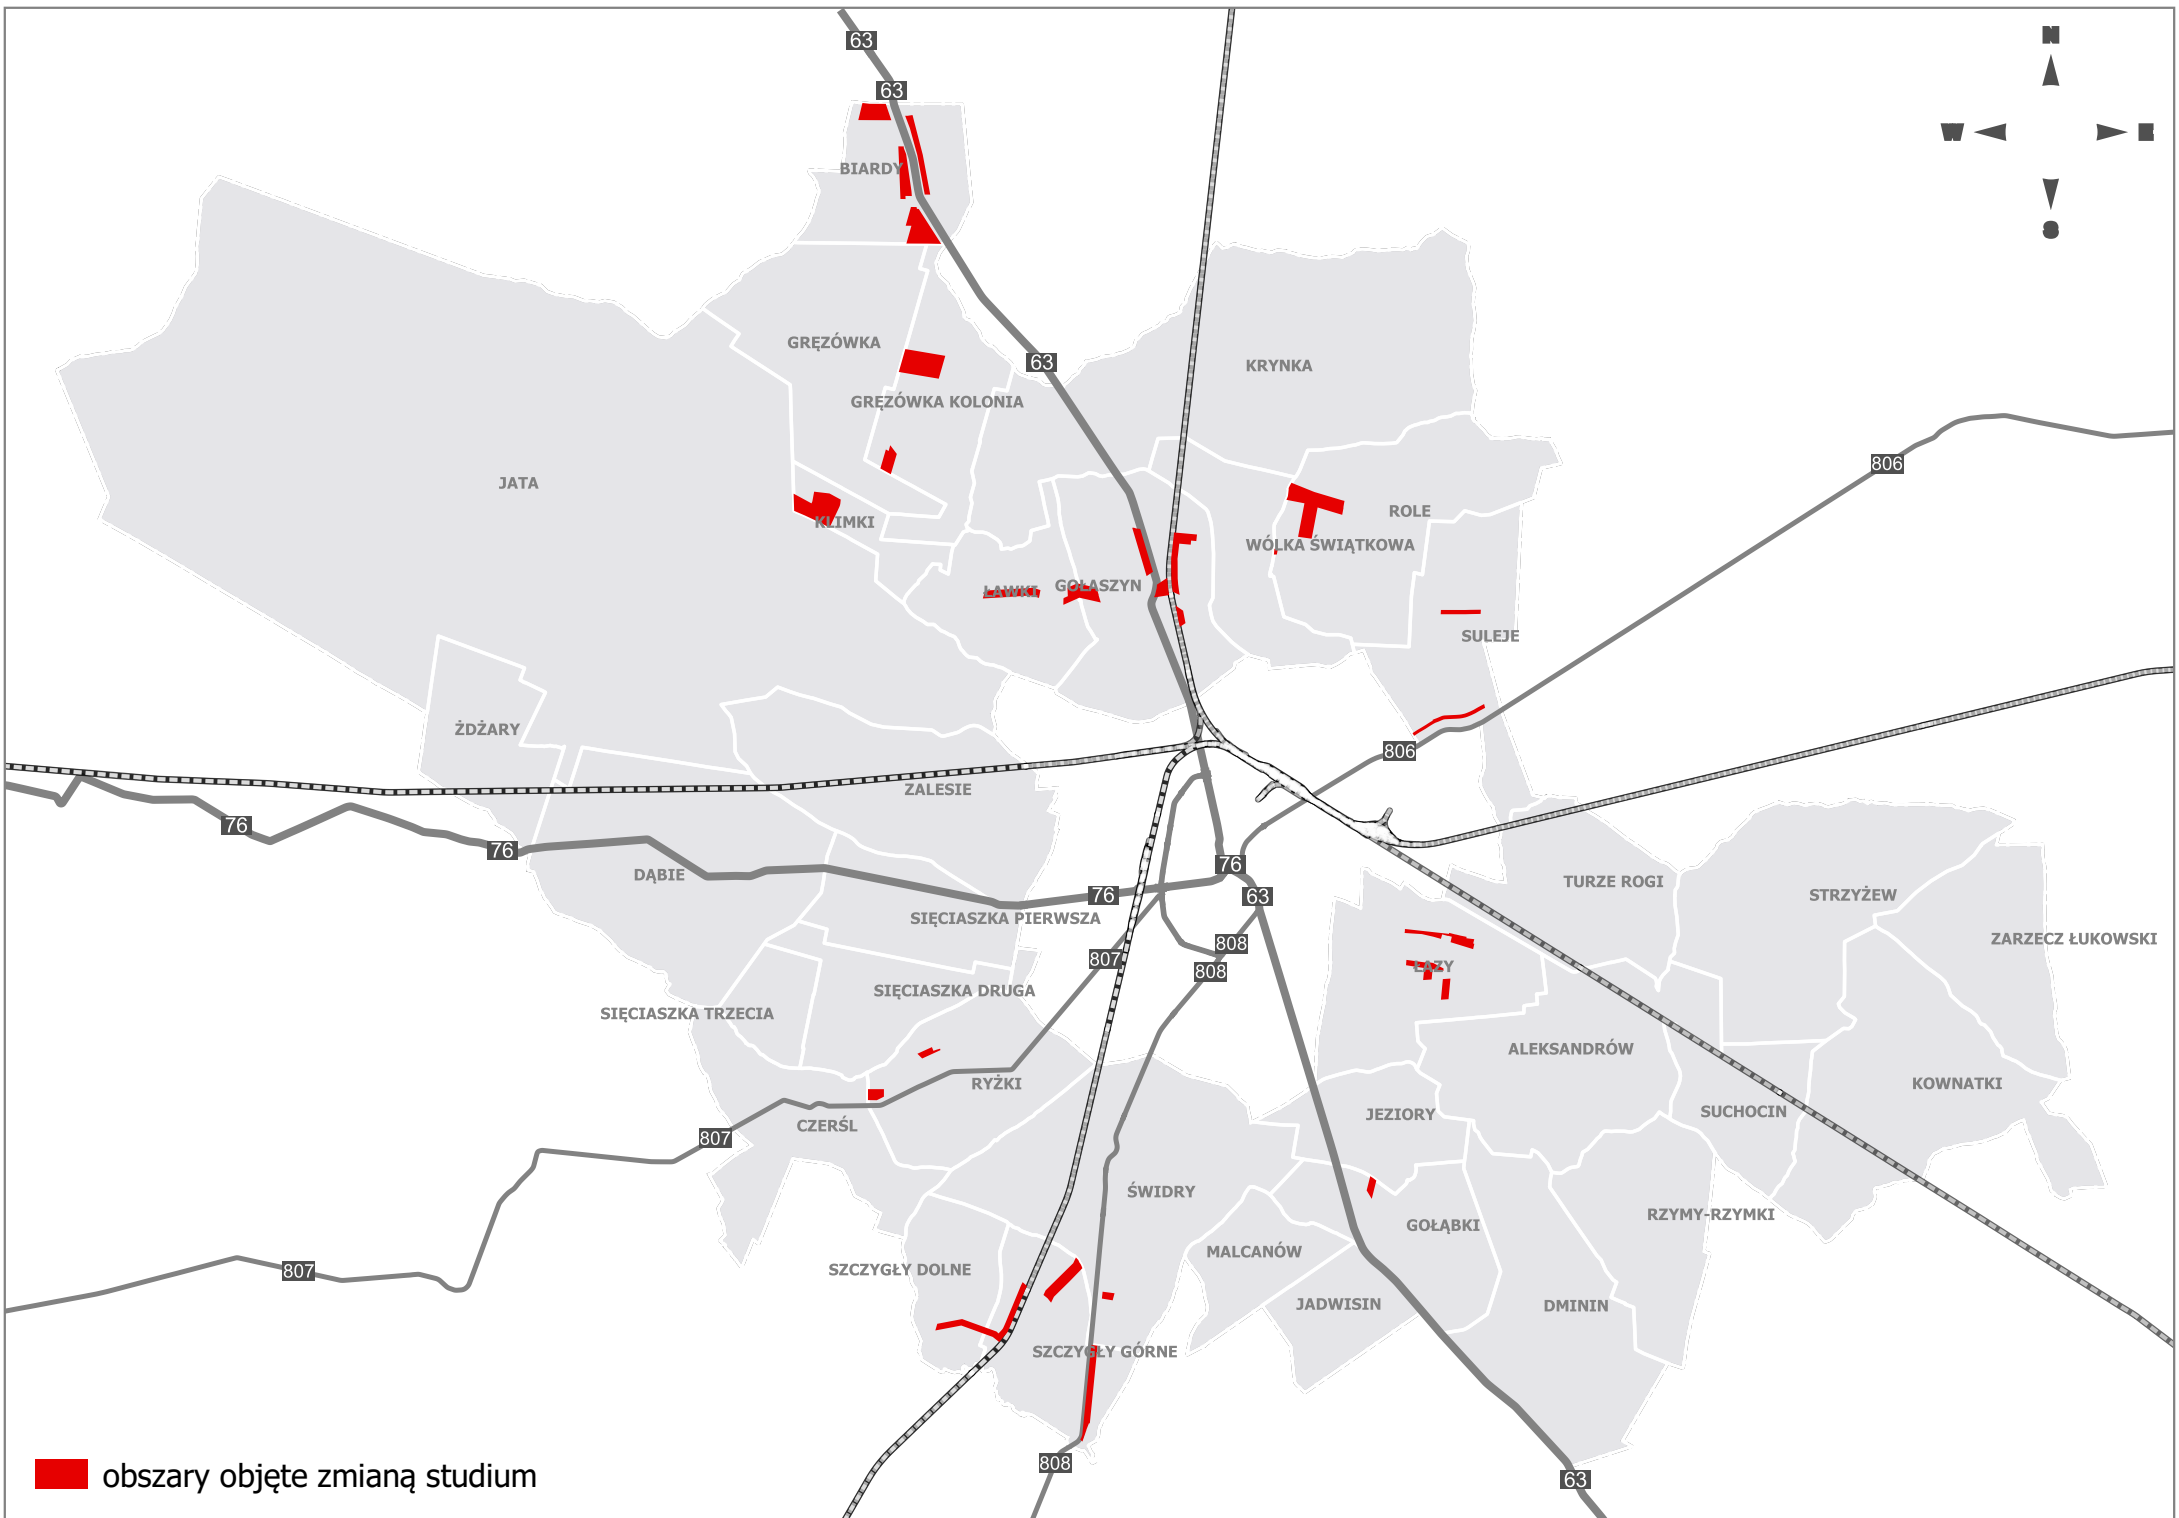 N
W
E
S
63
63
BIARDY
GRĘZÓWKA
63
KRYNKA
GRĘZÓWKA KOLONIA
806
JATA
ROLE
KLIMKI
WÓLKA ŚWIĄTKOWA
ŁAWKI
GOŁASZYN
SULEJE
ŻDŻARY
806
ZALESIE
76
76
DĄBIE
76
TURZE ROGI
76
63
STRZYŻEW
SIĘCIASZKA PIERWSZA
ZARZECZ ŁUKOWSKI
808
807
808
ŁAZY
SIĘCIASZKA DRUGA
SIĘCIASZKA TRZECIA
ALEKSANDRÓW
RYŻKI
KOWNATKI
SUCHOCIN
JEZIORY
CZERŚL
807
ŚWIDRY
RZYMY-RZYMKI
GOŁĄBKI
MALCANÓW
SZCZYGŁY DOLNE
807
JADWISIN
DMININ
SZCZYGŁY GÓRNE
808
63
obszary objęte zmianą studium